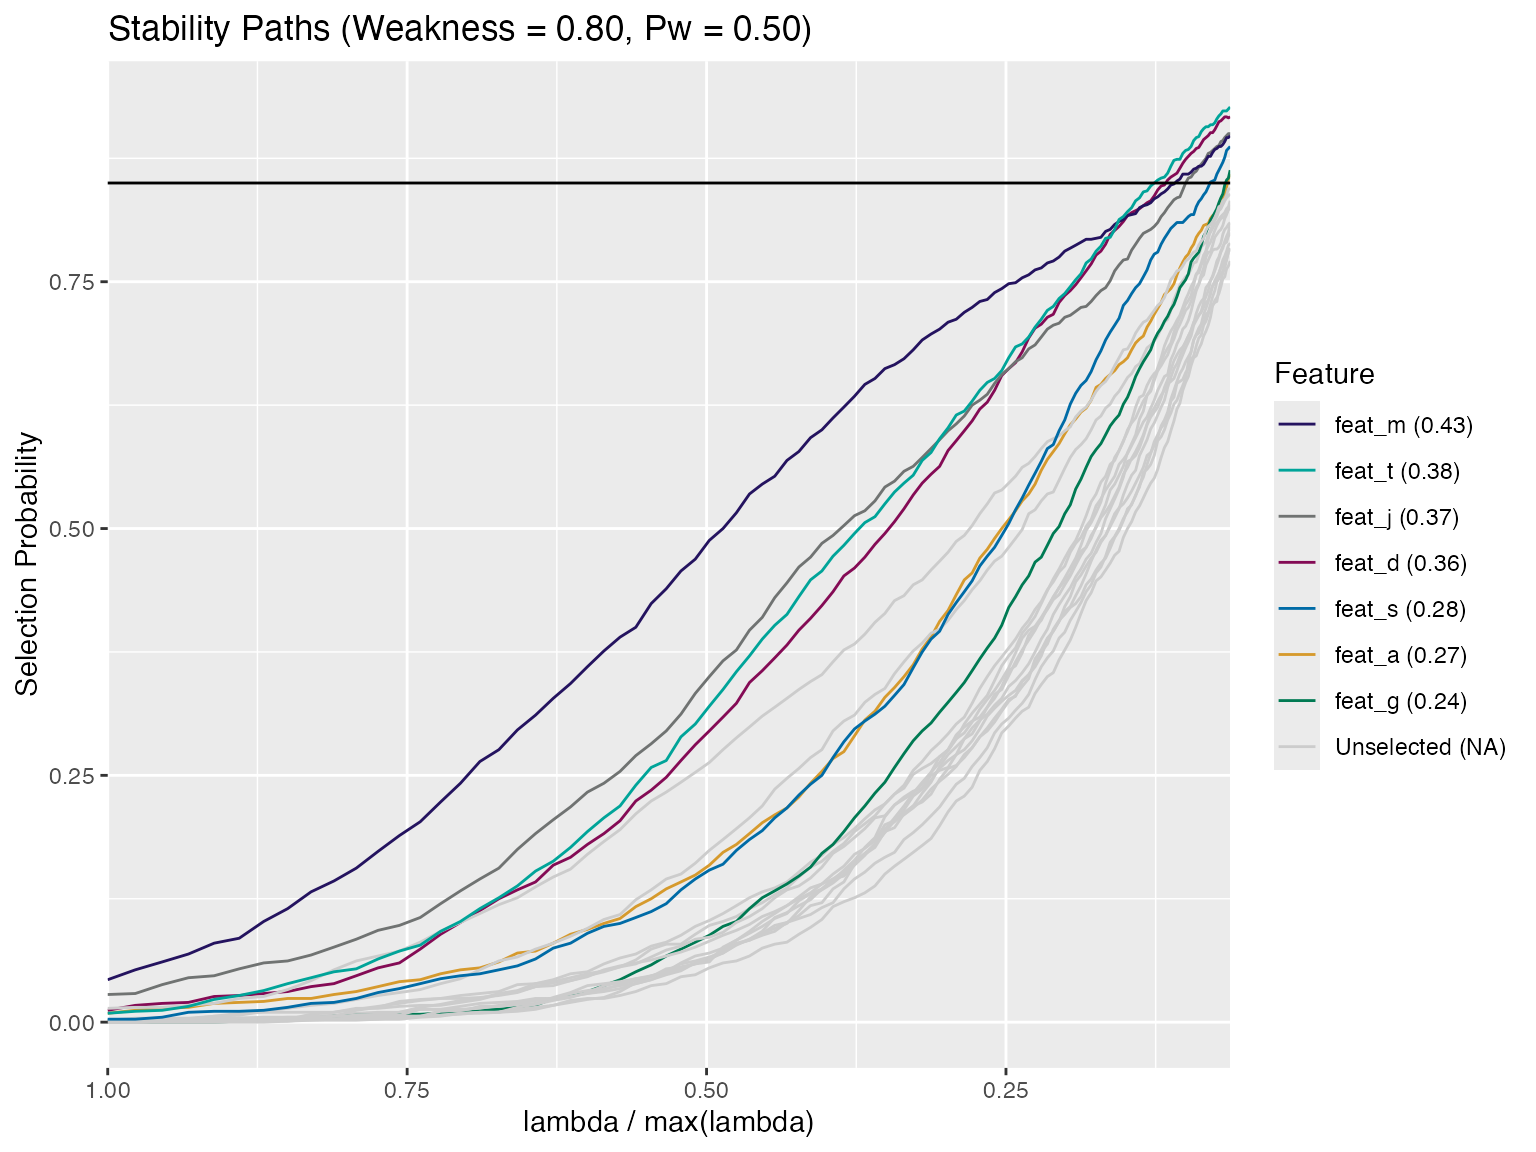 Stability Paths (Weakness = 0.80, Pw = 0.50)
Selection Probability
0.75
0.50
0.25
0.00
1.00 0.75 0.50 0.25
lambda / max(lambda)
Feature
feat_m (0.43)
feat_t (0.38)
feat_j (0.37)
feat_d (0.36)
feat_s (0.28)
feat_a (0.27)
feat_g (0.24)
Unselected (NA)